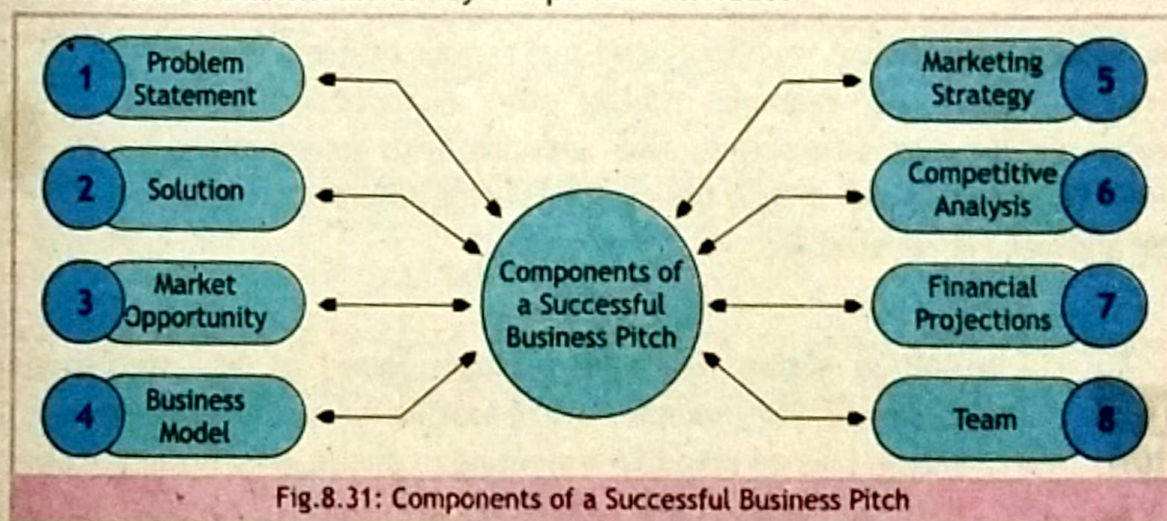 1
Problem
Statement
2
Solution
3
Market
Opportunity
4
Business
Model
Components of
a Successful
Business Pitch
Marketing
Strategy
5
Competitive
Analysis
6
Financial
Projections
7
Team
8
Fig.8.31: Components of a Successful Business Pitch